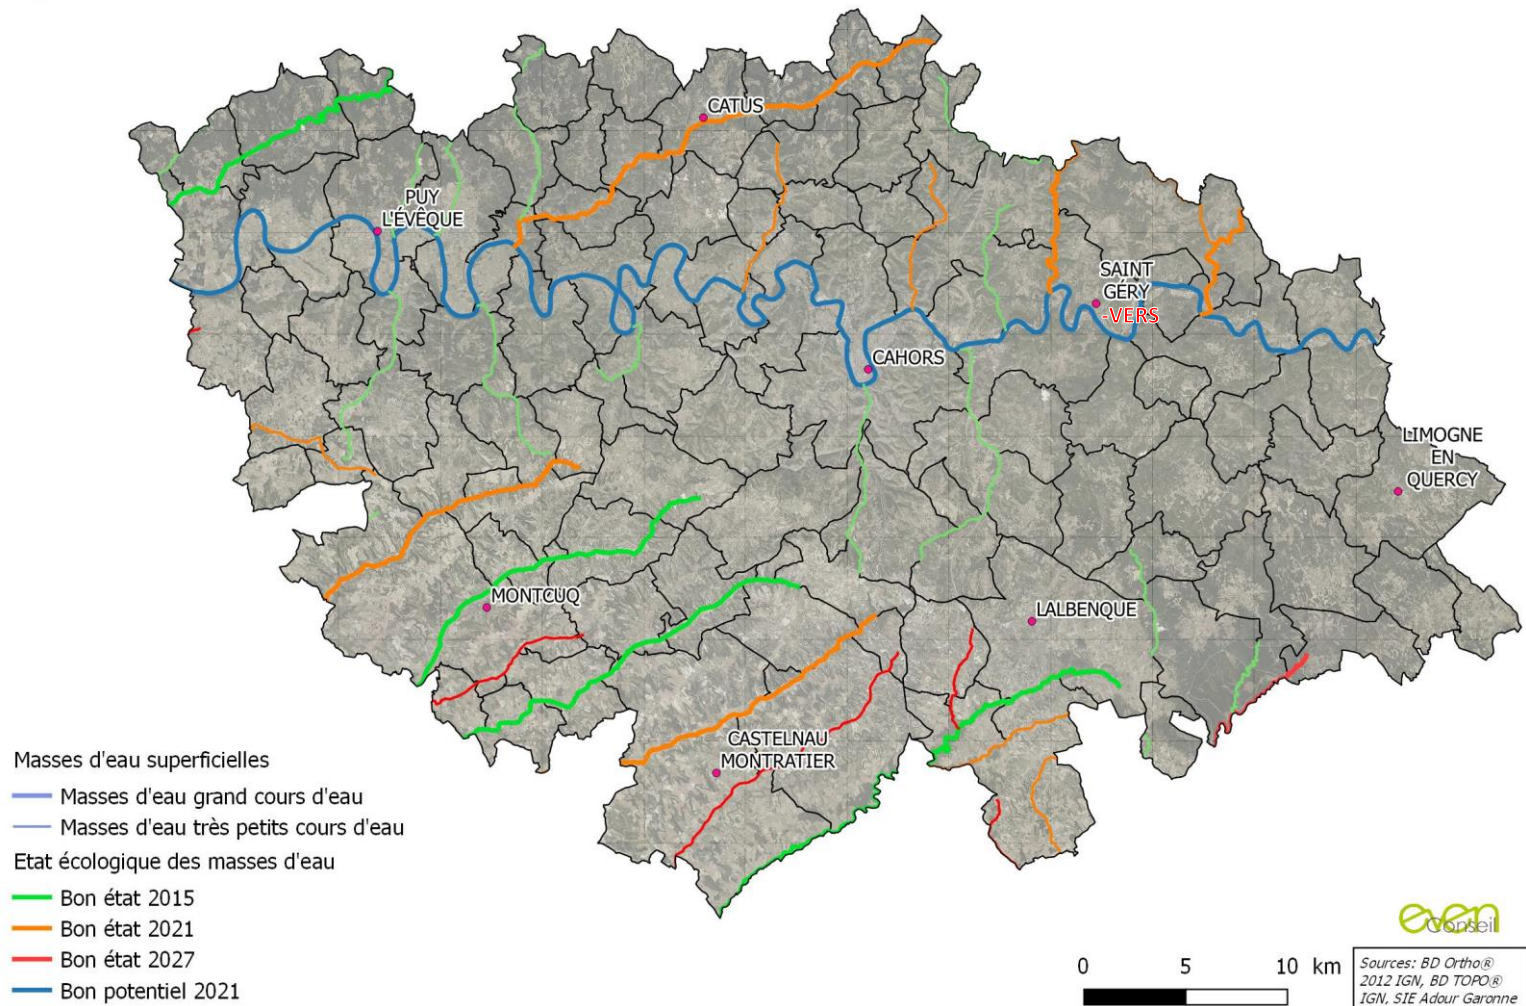 CATUS
PUY
L'ÉVÊQUE
SAINT
GÉRY
-VERS
CAHORS
LIMOGNE
EN
QUERCY
MONTCUQ
LALBENQUE
CASTELNAU
MONTRATIER
Masses d'eau superficielles
Masses d'eau grand cours d'eau
Masses d'eau très petits cours d'eau
Etat écologique des masses d'eau
Bon état 2015
Bon état 2021
Bon état 2027
Bon potentiel 2021
even
Conseil
0 5 10 km
Sources: BD Ortho®
2012 IGN, BD TOPO®
IGN, SIE Adour Garonne